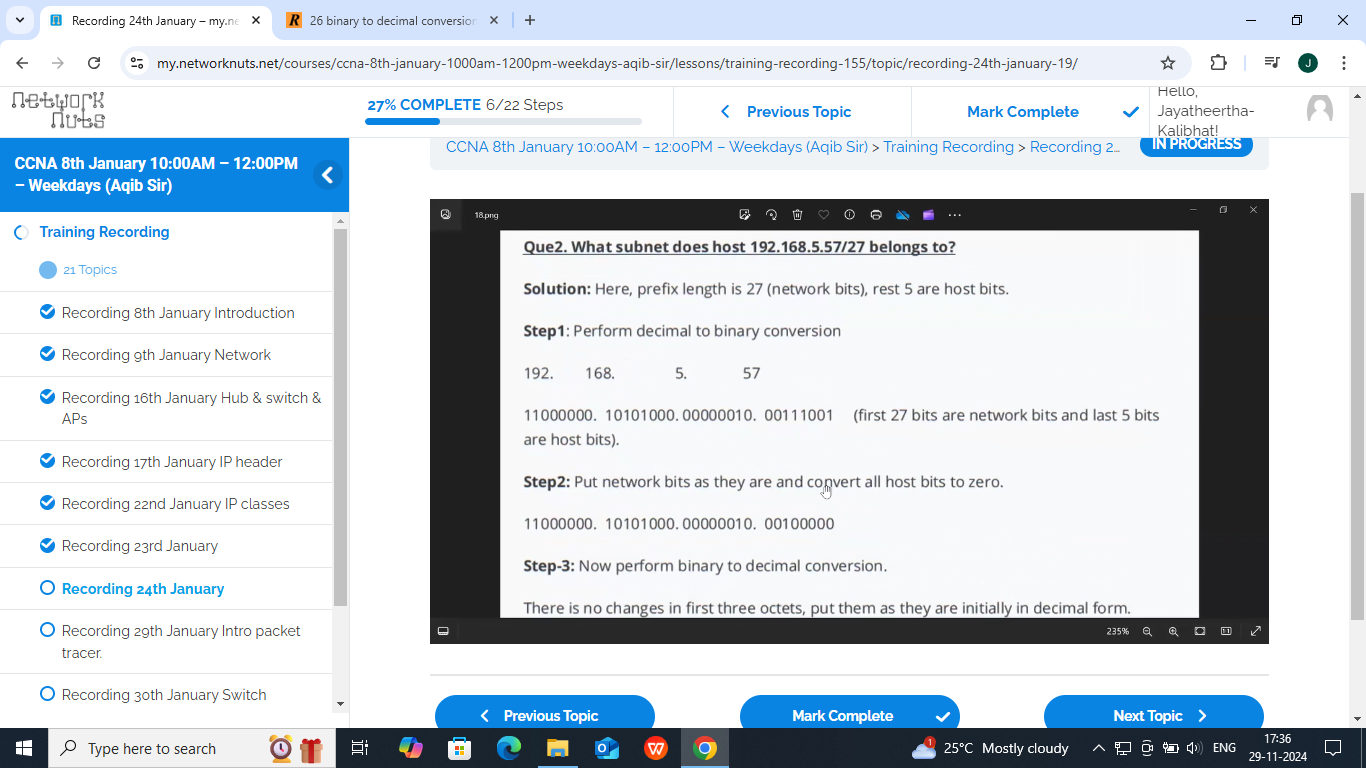 Recording 24th January – my.ne
26 binary to decimal conversion
my.networknuts.net/courses/ccna-8th-january-1000am-1200pm-weekdays-aqib-sir/lessons/training-recording-155/topic/recording-24th-january-19/
J
network nuts
27% COMPLETE 6/22 Steps
Previous Topic
Mark Complete
Hello,
Jayatheertha-
Kalibhat!
CCNA 8th January 10:00AM – 12:00PM
– Weekdays (Aqib Sir)
Training Recording
21 Topics
Recording 8th January Introduction
Recording 9th January Network
Recording 16th January Hub & switch &
APs
Recording 17th January IP header
Recording 22nd January IP classes
Recording 23rd January
Recording 24th January
Recording 29th January Intro packet
tracer.
Recording 30th January Switch
CCNA 8th January 10:00AM – 12:00PM – Weekdays (Aqib Sir) > Training Recording > Recording 2...
IN PROGRESS
18.png
Que2. What subnet does host 192.168.5.57/27 belongs to?
Solution: Here, prefix length is 27 (network bits), rest 5 are host bits.
Step1: Perform decimal to binary conversion
192. 168. 5. 57
11000000. 10101000. 00000010. 00111001 (first 27 bits are network bits and last 5 bits
are host bits).
Step2: Put network bits as they are and convert all host bits to zero.
11000000. 10101000. 00000010. 00100000
Step-3: Now perform binary to decimal conversion.
There is no changes in first three octets, put them as they are initially in decimal form.
235%
Previous Topic
Mark Complete
Next Topic
Type here to search
1
25°C Mostly cloudy
ENG
17:36
29-11-2024